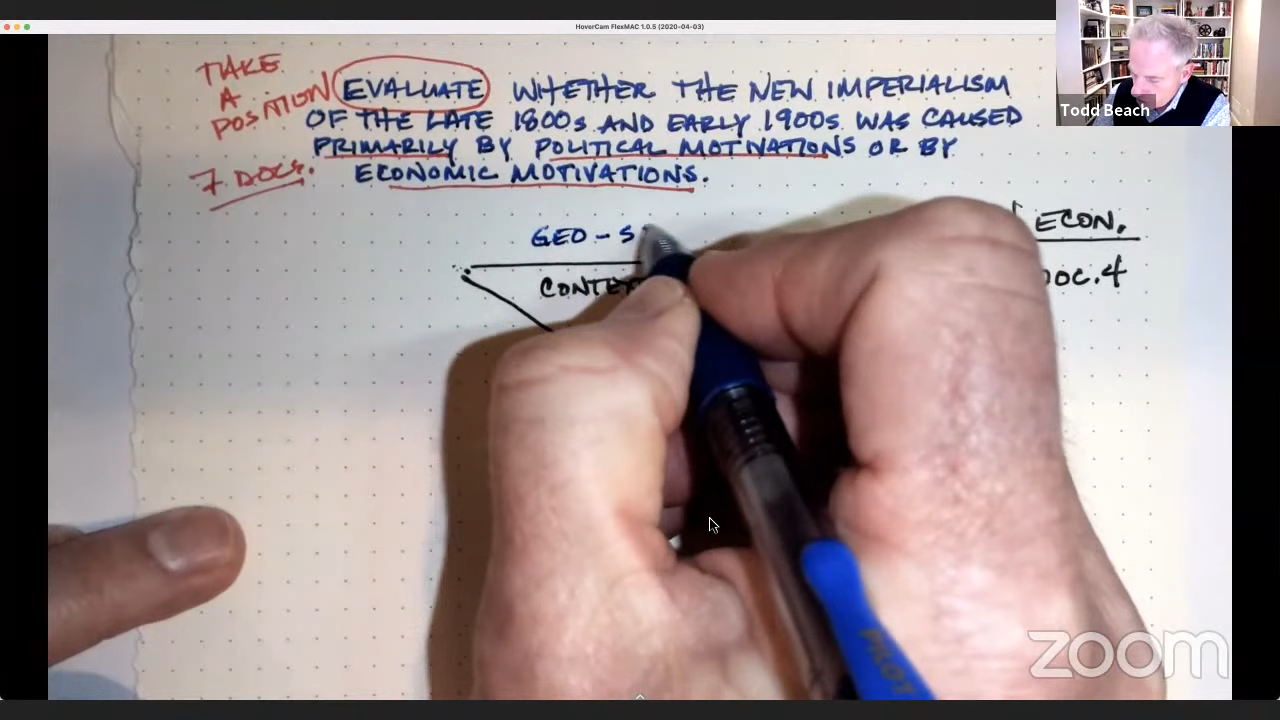 HoverCam FlexMAC 1.0.5 (2020-04-03)
TAKE
A
POSITION
EVALUATE WHETHER THE NEW IMPERIALISM
OF THE LATE 1800s AND EARLY 1900s WAS CAUSED
PRIMARILY BY POLITICAL MOTIVATIONS OR BY
ECONOMIC MOTIVATIONS.
7 DOCS.
Todd Beach
GEO - S
ECON.
DOC.4
PILOT
zoom